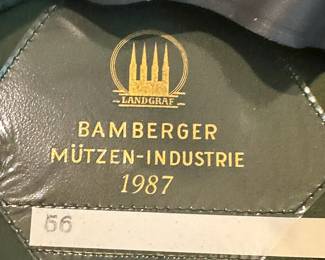 LANDGRAF
BAMBERGER
MÜTZEN-INDUSTRIE
1987
56